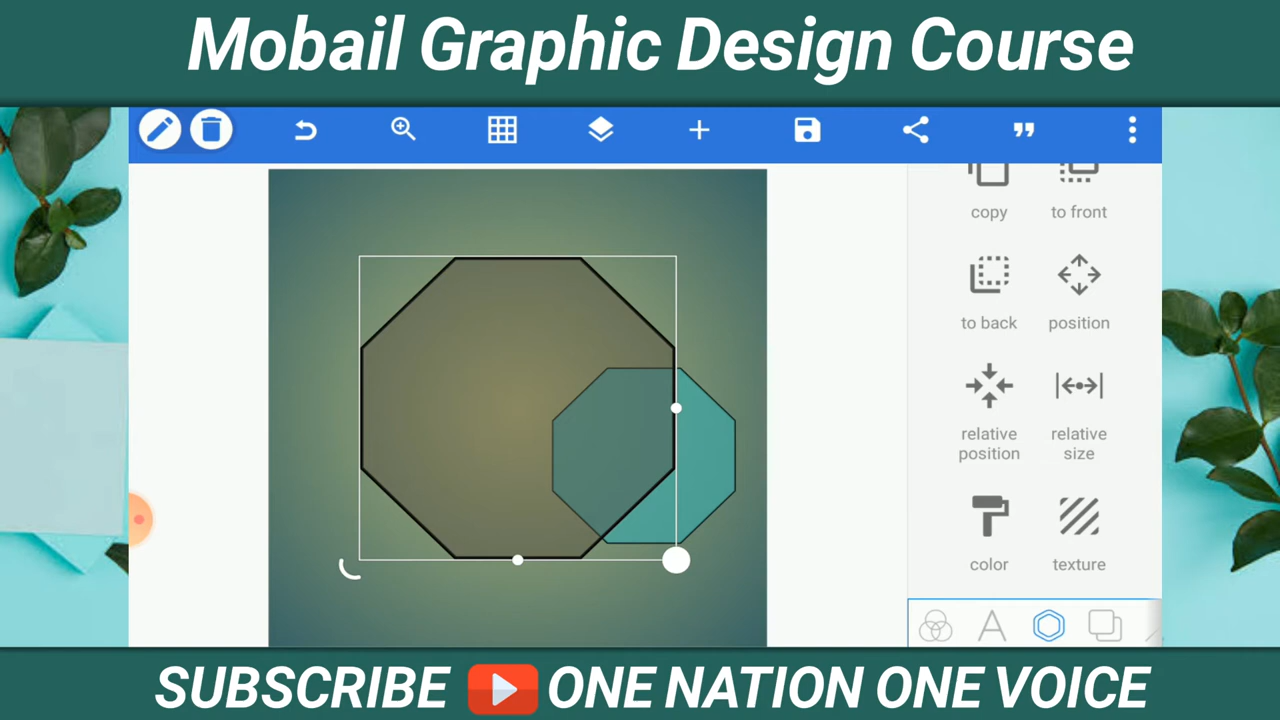 Mobail Graphic Design Course
copy
to front
to back
position
relative
position
relative
size
color
texture
SUBSCRIBE ONE NATION ONE VOICE